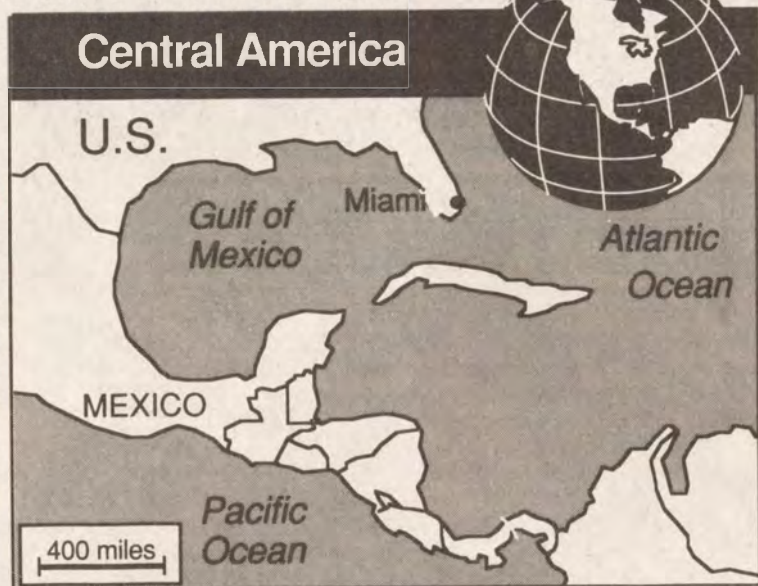 Central America
U.S.
Gulf of
Mexico
Miami
Atlantic
Ocean
MEXICO
Pacific
Ocean
400 miles